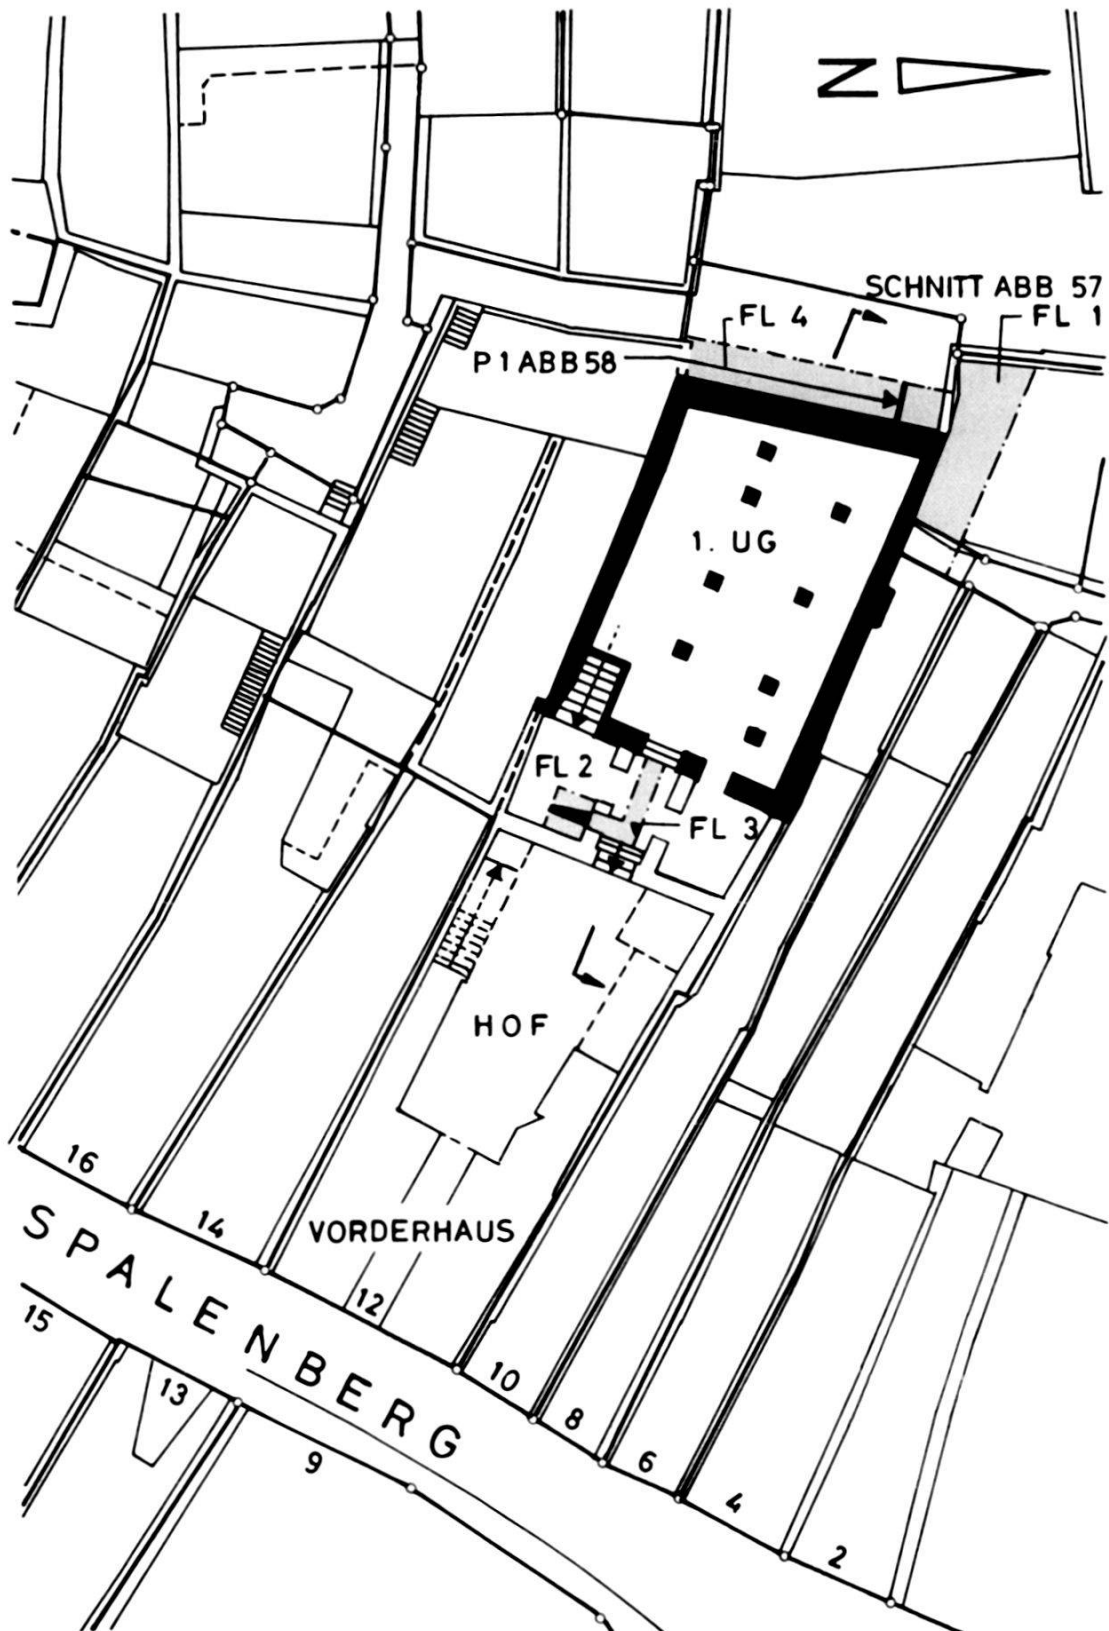 N
SCHNITT ABB 57
FL 4
FL 1
P 1 ABB 58
1. UG
FL 2
FL 3
HOF
VORDERHAUS
16
14
12
10
8
6
4
2
SPALENBERG
15
13
9